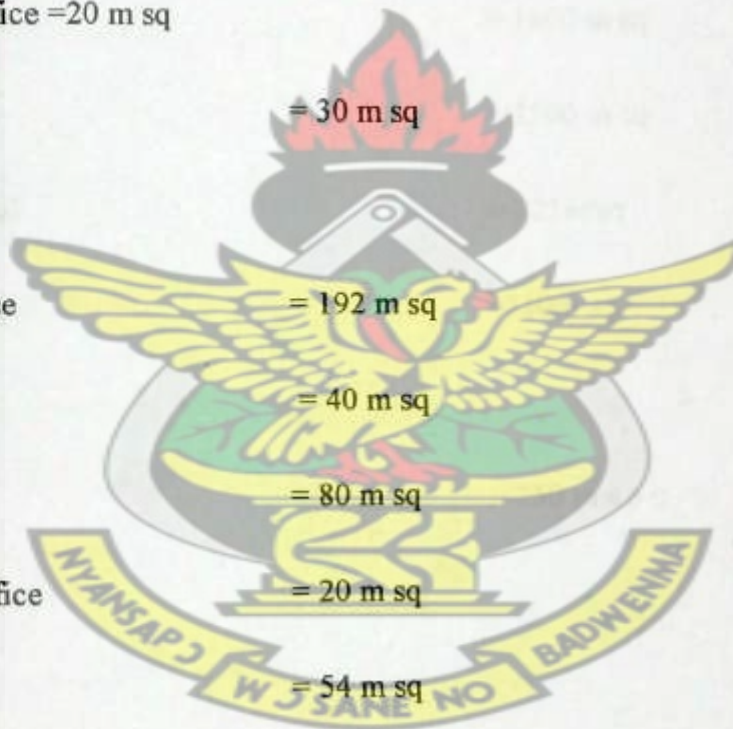 ice =20 m sq
= 30 m sq
e = 192 m sq
= 40 m sq
= 80 m sq
fice = 20 m sq
= 54 m sq
NYANSAPƆ WƆSANE NO BADWENMA